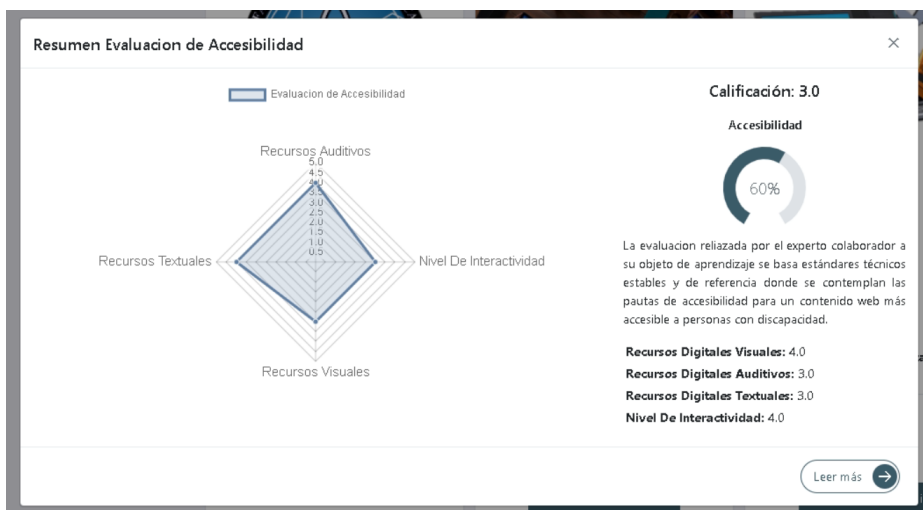 Resumen Evaluacion de Accesibilidad
Evaluacion de Accesibilidad
Recursos Auditivos
5.0
4.5
4.0
3.5
3.0
2.5
2.0
1.5
1.0
0.5
Recursos Textuales
Nivel De Interactividad
Recursos Visuales
Calificación: 3.0
Accesibilidad
60%
La evaluacion reliazada por el experto colaborador a
su objeto de aprendizaje se basa estándares técnicos
estables y de referencia donde se contemplan las
pautas de accesibilidad para un contenido web más
accesible a personas con discapacidad.
Recursos Digitales Visuales: 4.0
Recursos Digitales Auditivos: 3.0
Recursos Digitales Textuales: 3.0
Nivel De Interactividad: 4.0
Leer más